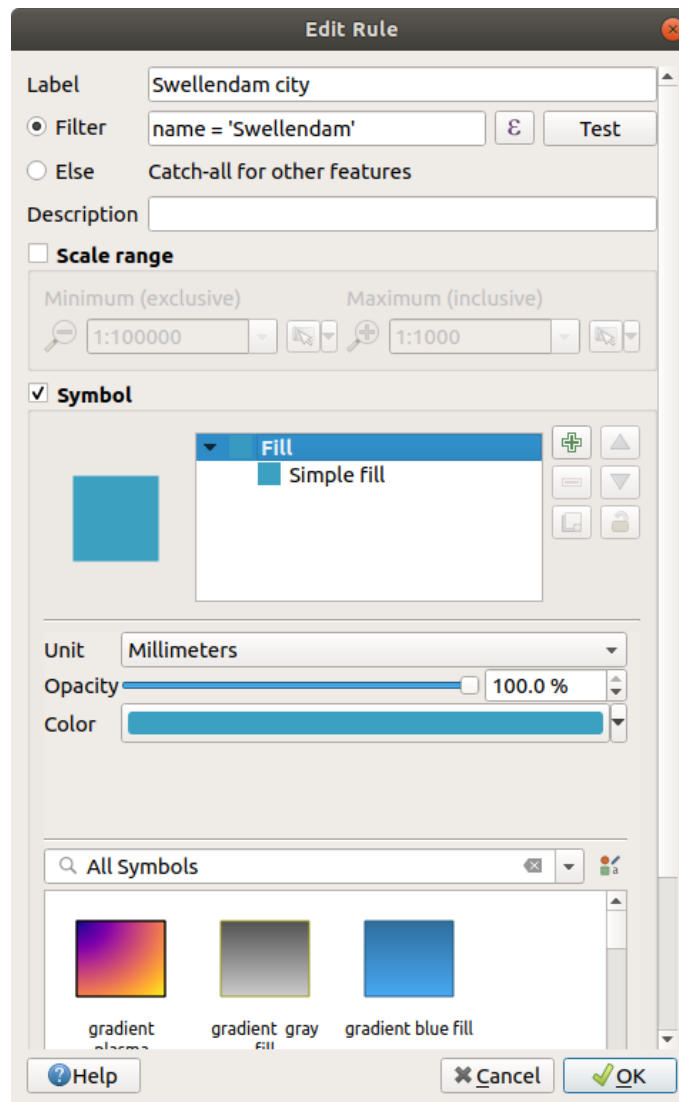 Edit Rule
Label Swellendam city
Filter name = 'Swellendam' ε Test
Else Catch-all for other features
Description
Scale range
Minimum (exclusive) Maximum (inclusive)
1:100000 1:1000
Symbol
Fill
Simple fill
Unit Millimeters
Opacity 100.0 %
Color
All Symbols
gradient gradient gray gradient blue fill
plasma fill
Help Cancel OK